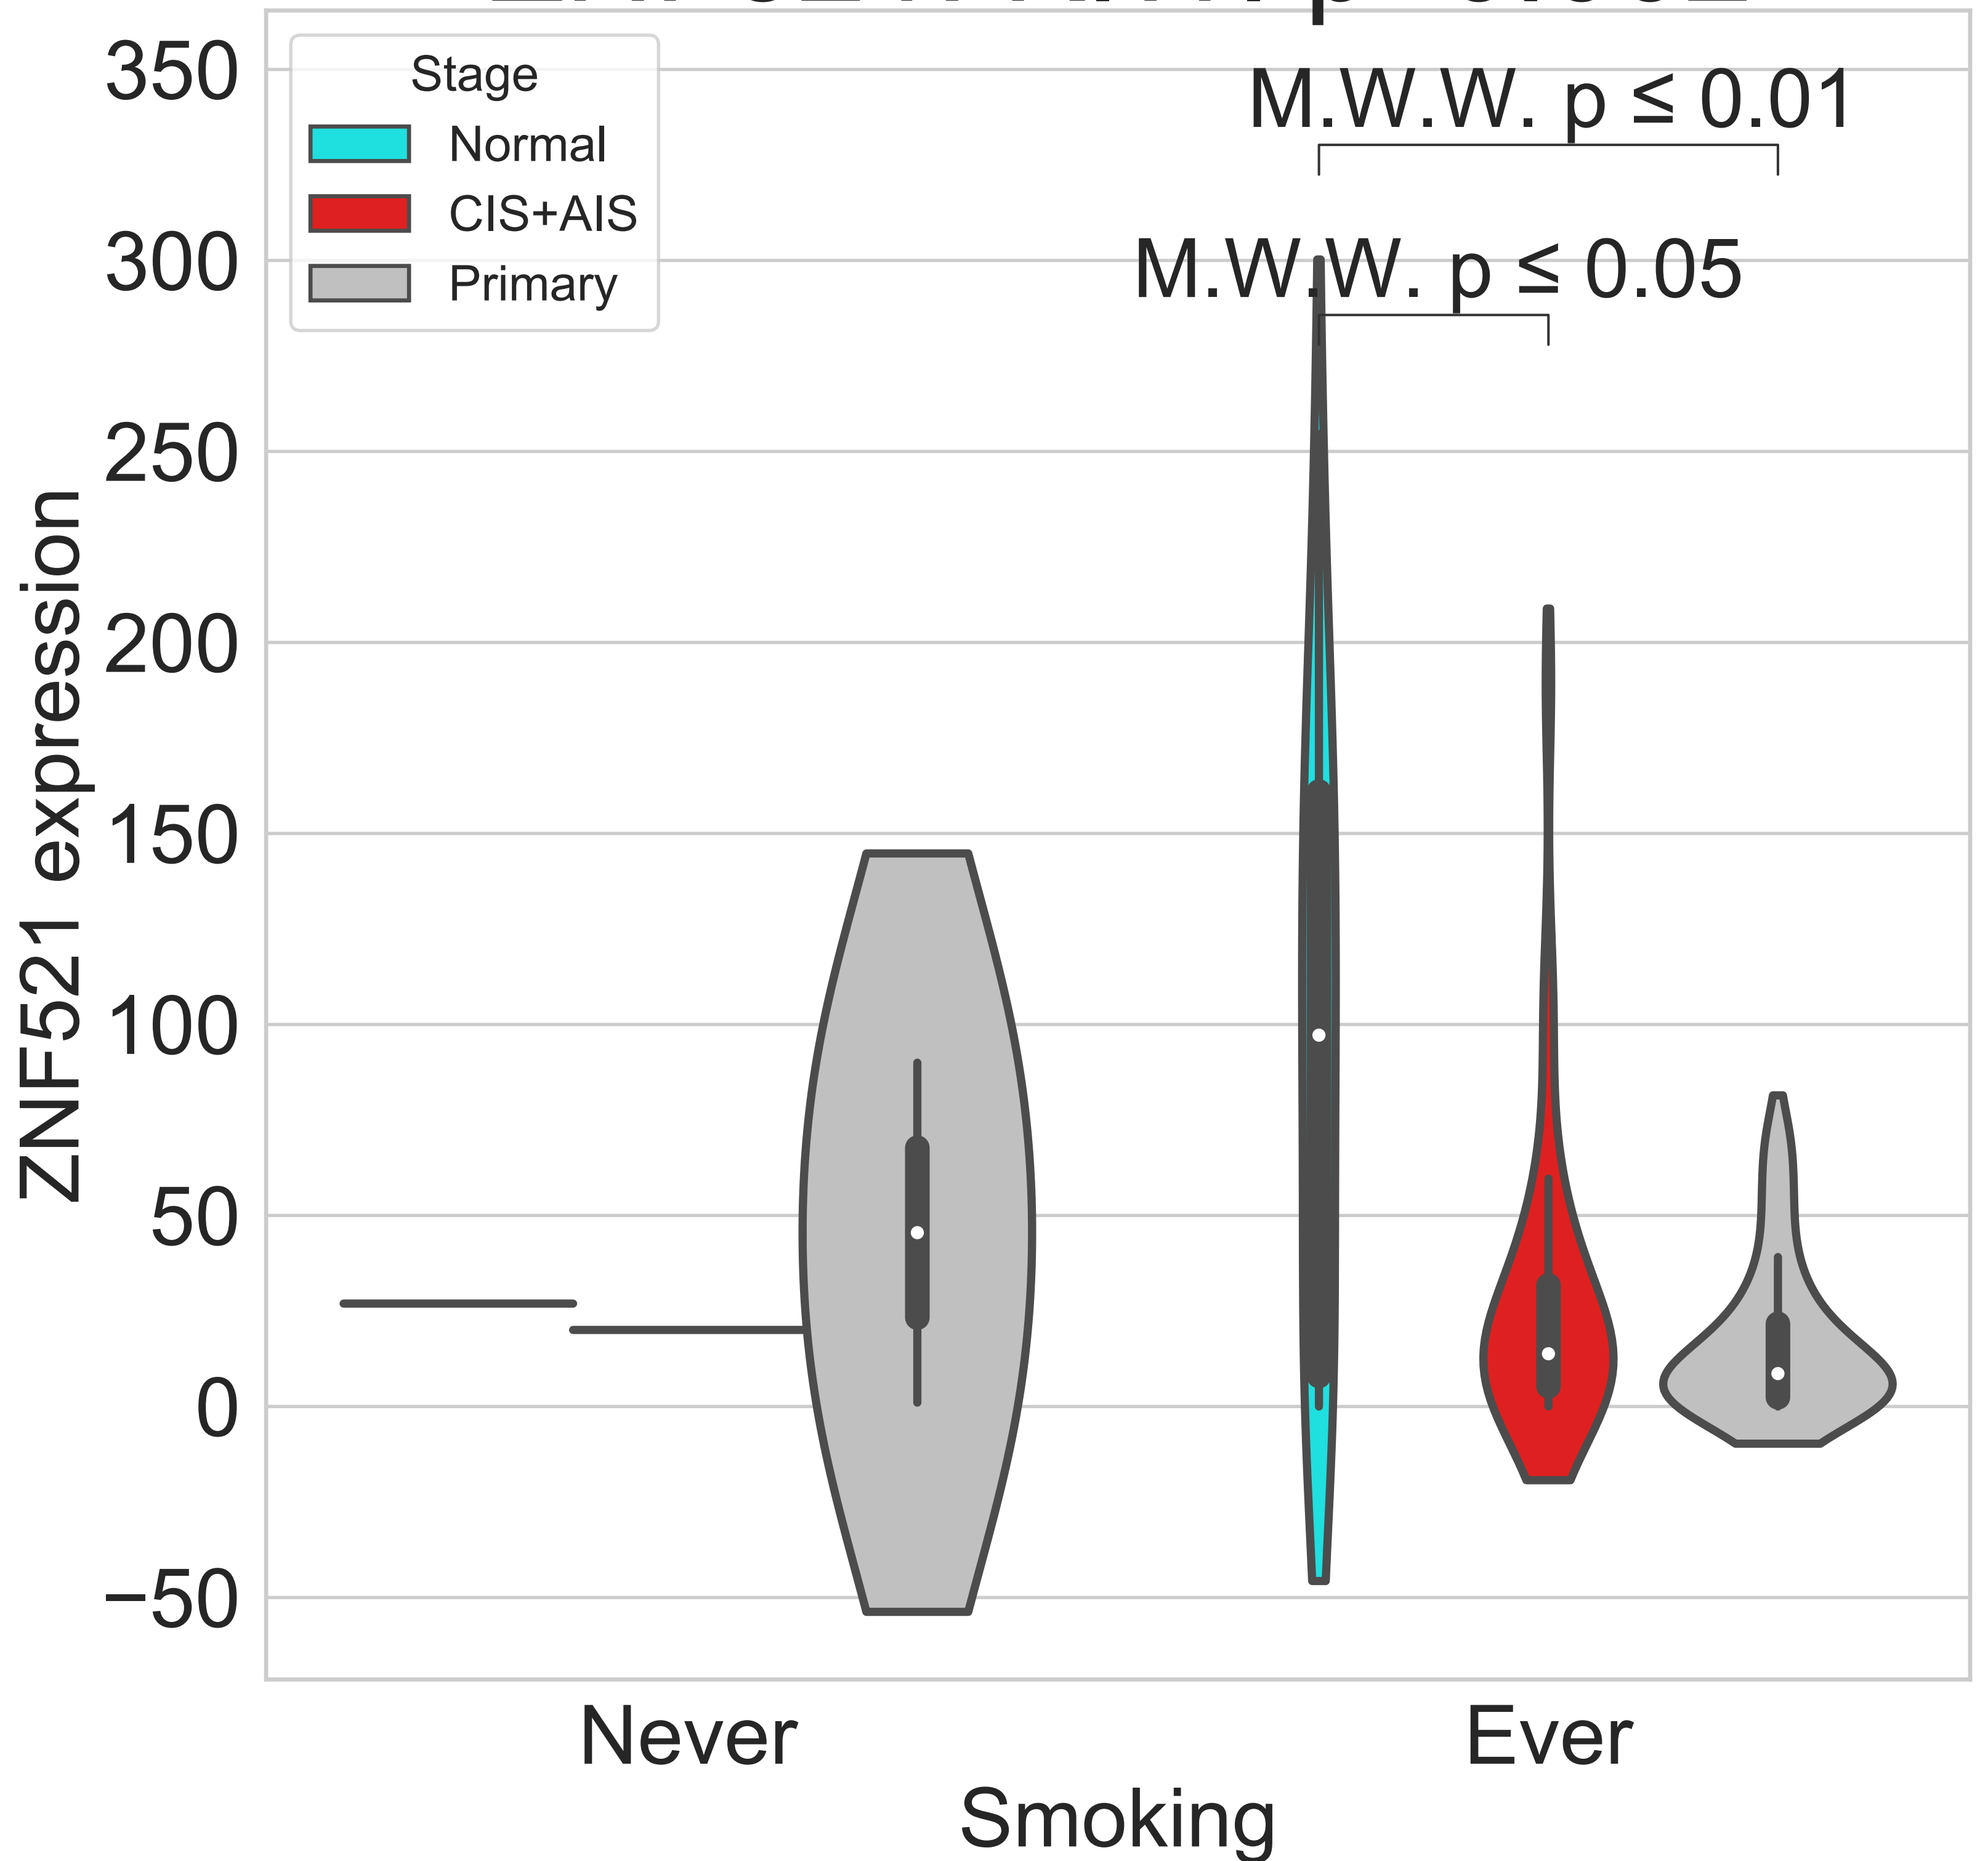 M.W.W. p ≤ 0.01
M.W.W. p ≤ 0.05
Stage
Normal
CIS+AIS
Primary
350
300
250
200
150
100
50
0
−50
ZNF521 expression
Never
Ever
Smoking